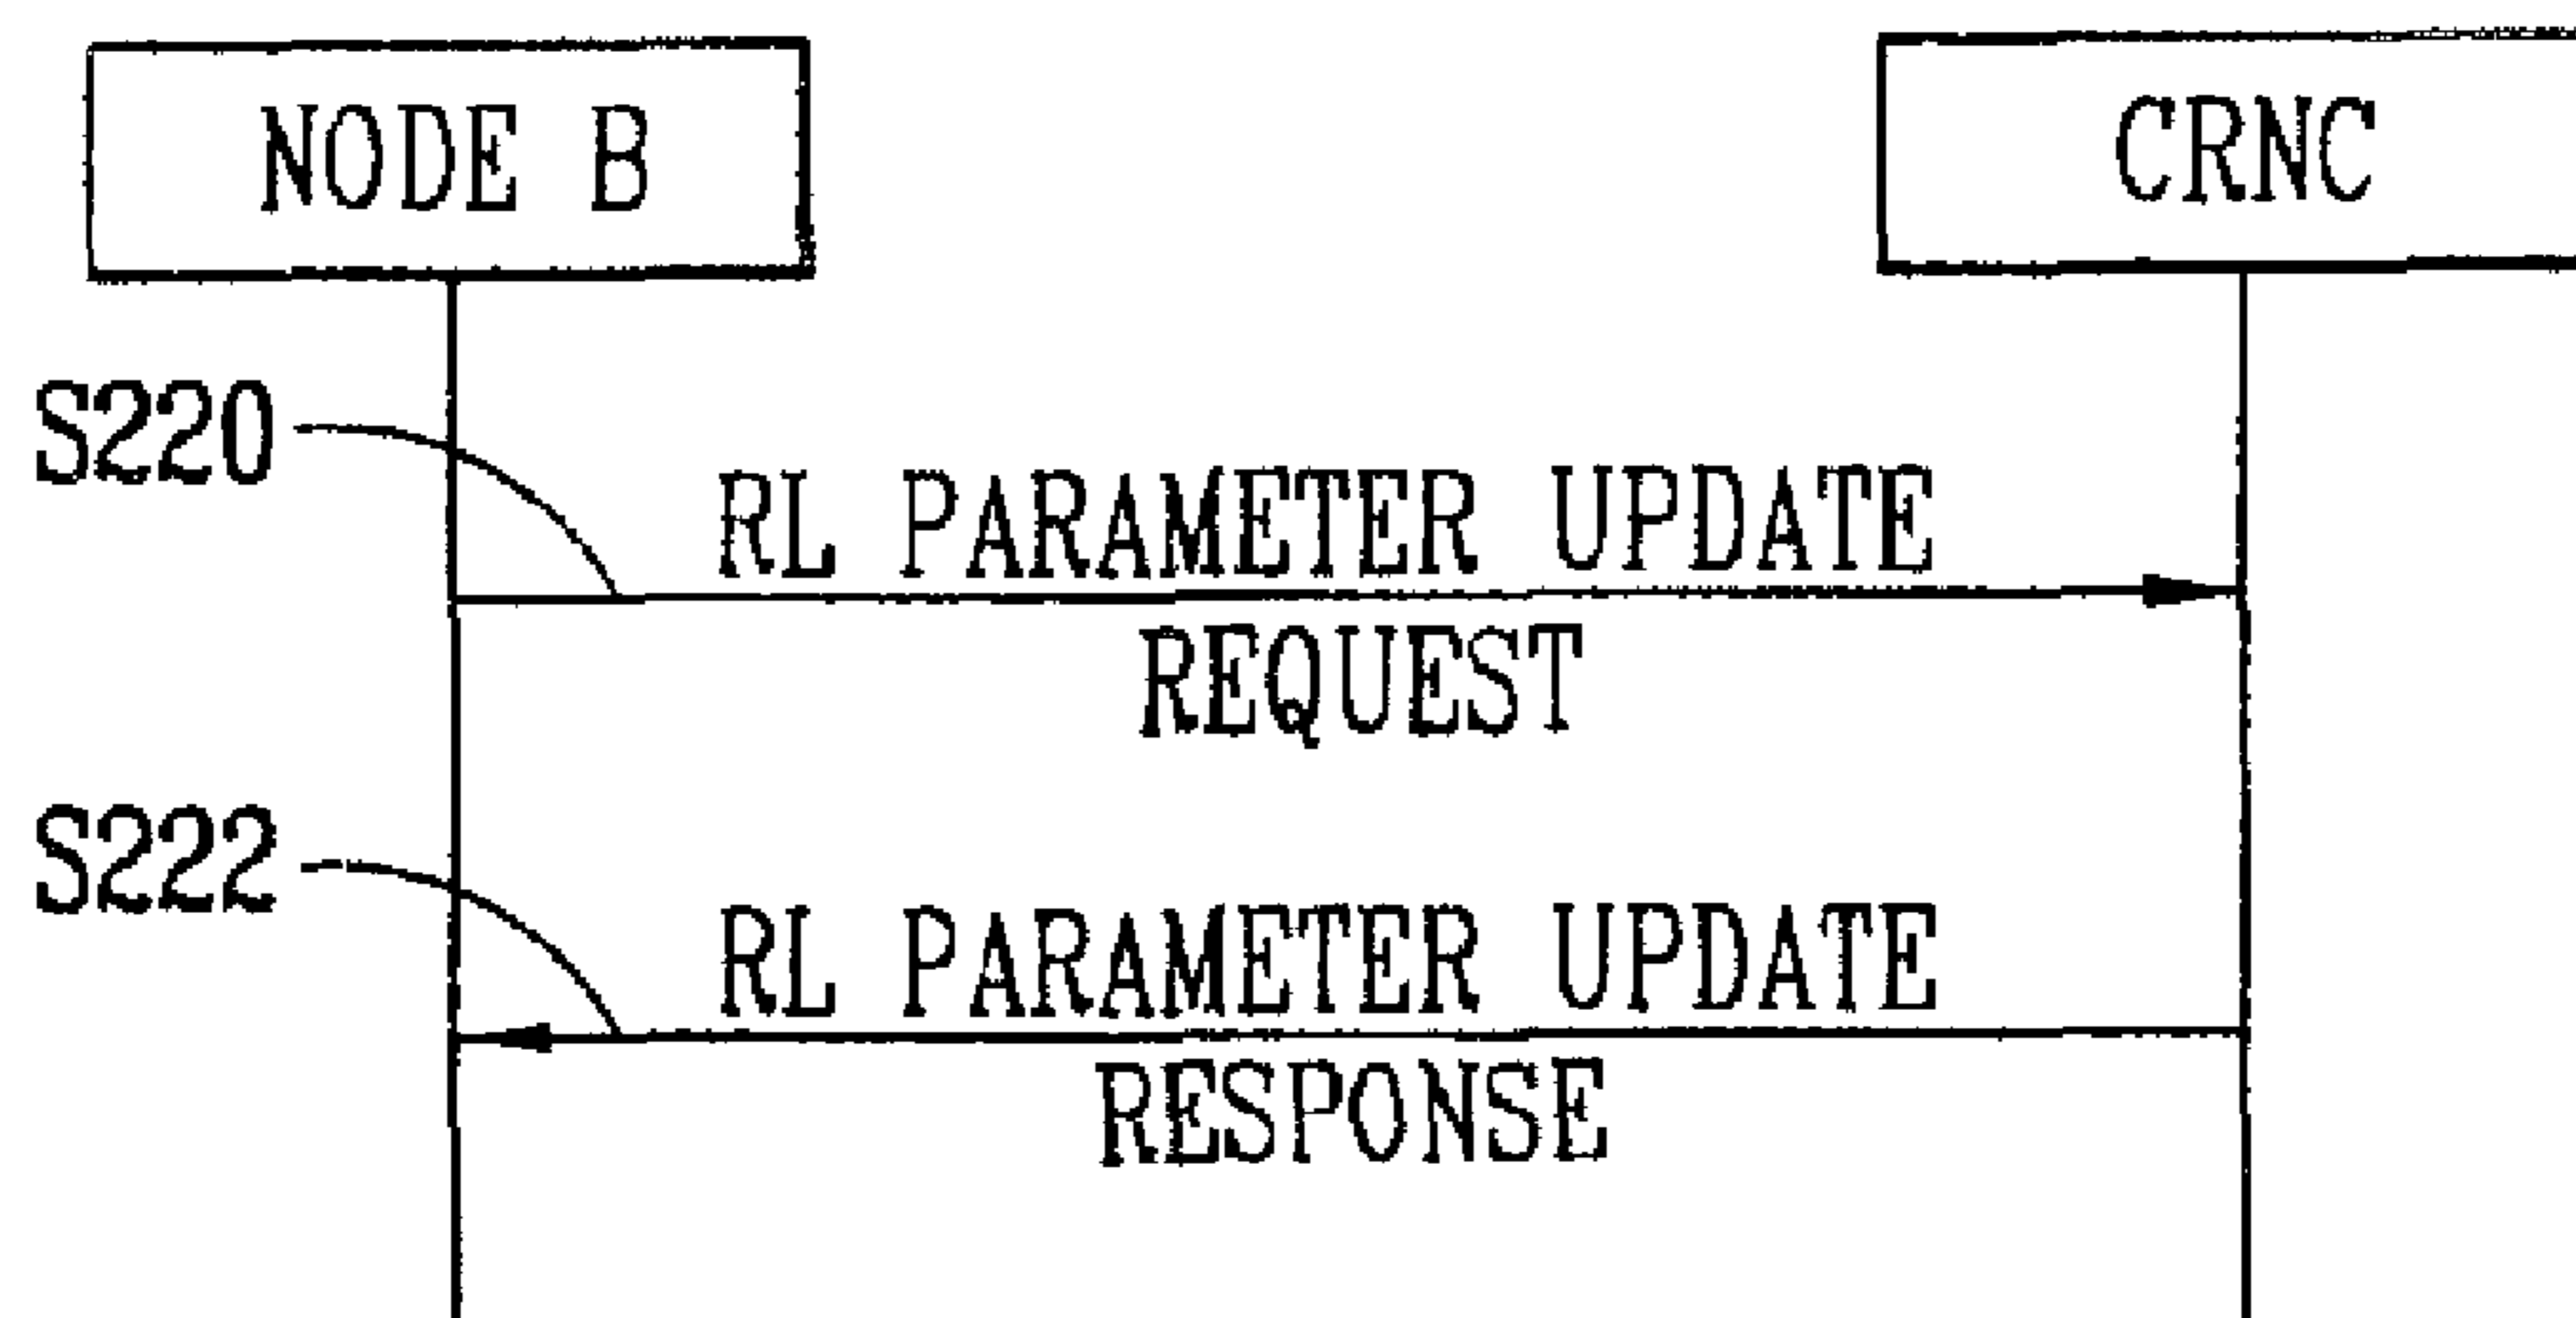 NODE B
CRNC
S220
RL PARAMETER UPDATE
REQUEST
S222
RL PARAMETER UPDATE
RESPONSE